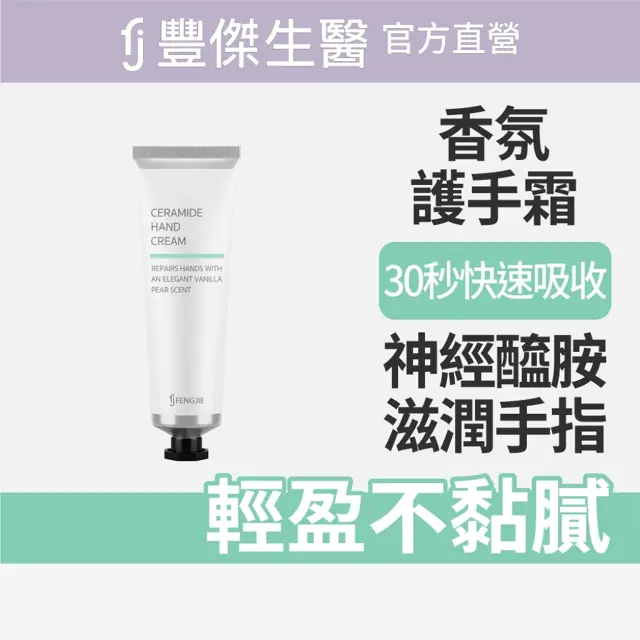 豐傑生醫 官方直營
香氛
護手霜
30秒快速吸收
神經醯胺
滋潤手指
輕盈不黏膩
CERAMIDE
HAND
CREAM
REPAIRS HANDS WITH
AN ELEGANT VANILLA
PEAR SCENT
FENGJIE